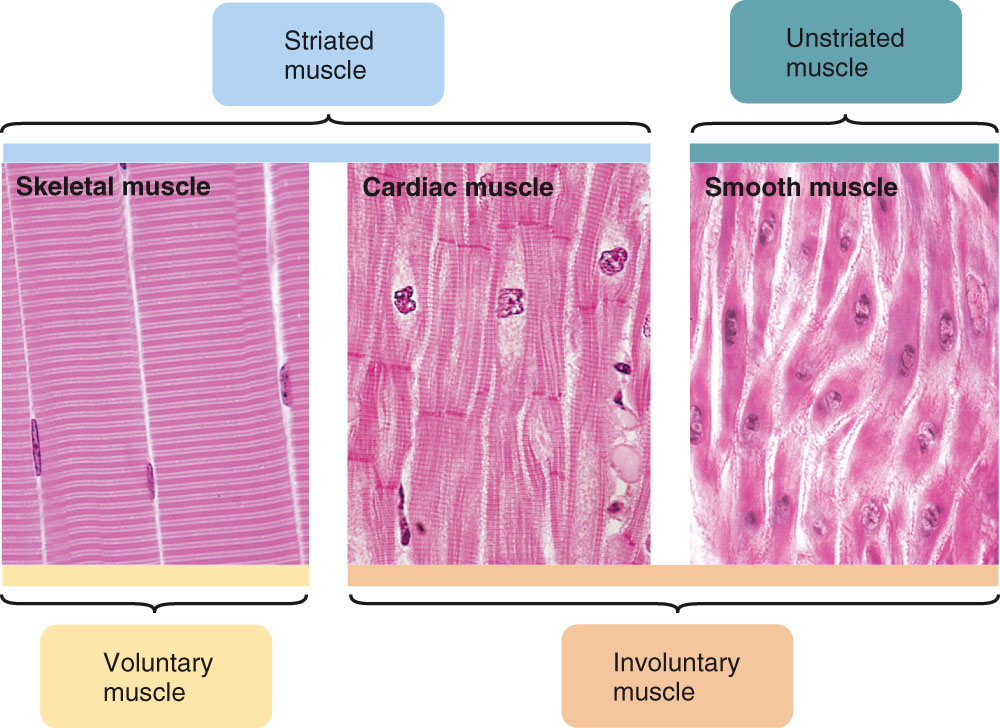 Striated
muscle
Unstriated
muscle
Skeletal muscle
Cardiac muscle
Smooth muscle
Voluntary
muscle
Involuntary
muscle